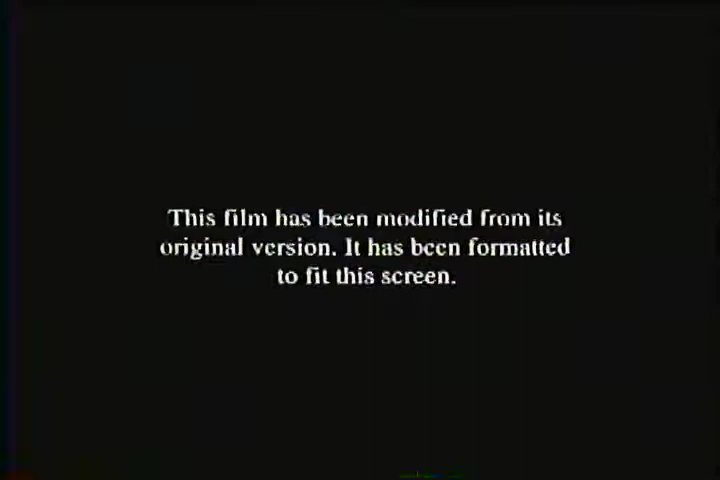 This film has been modified from its
original version. It has been formatted
to fit this screen.